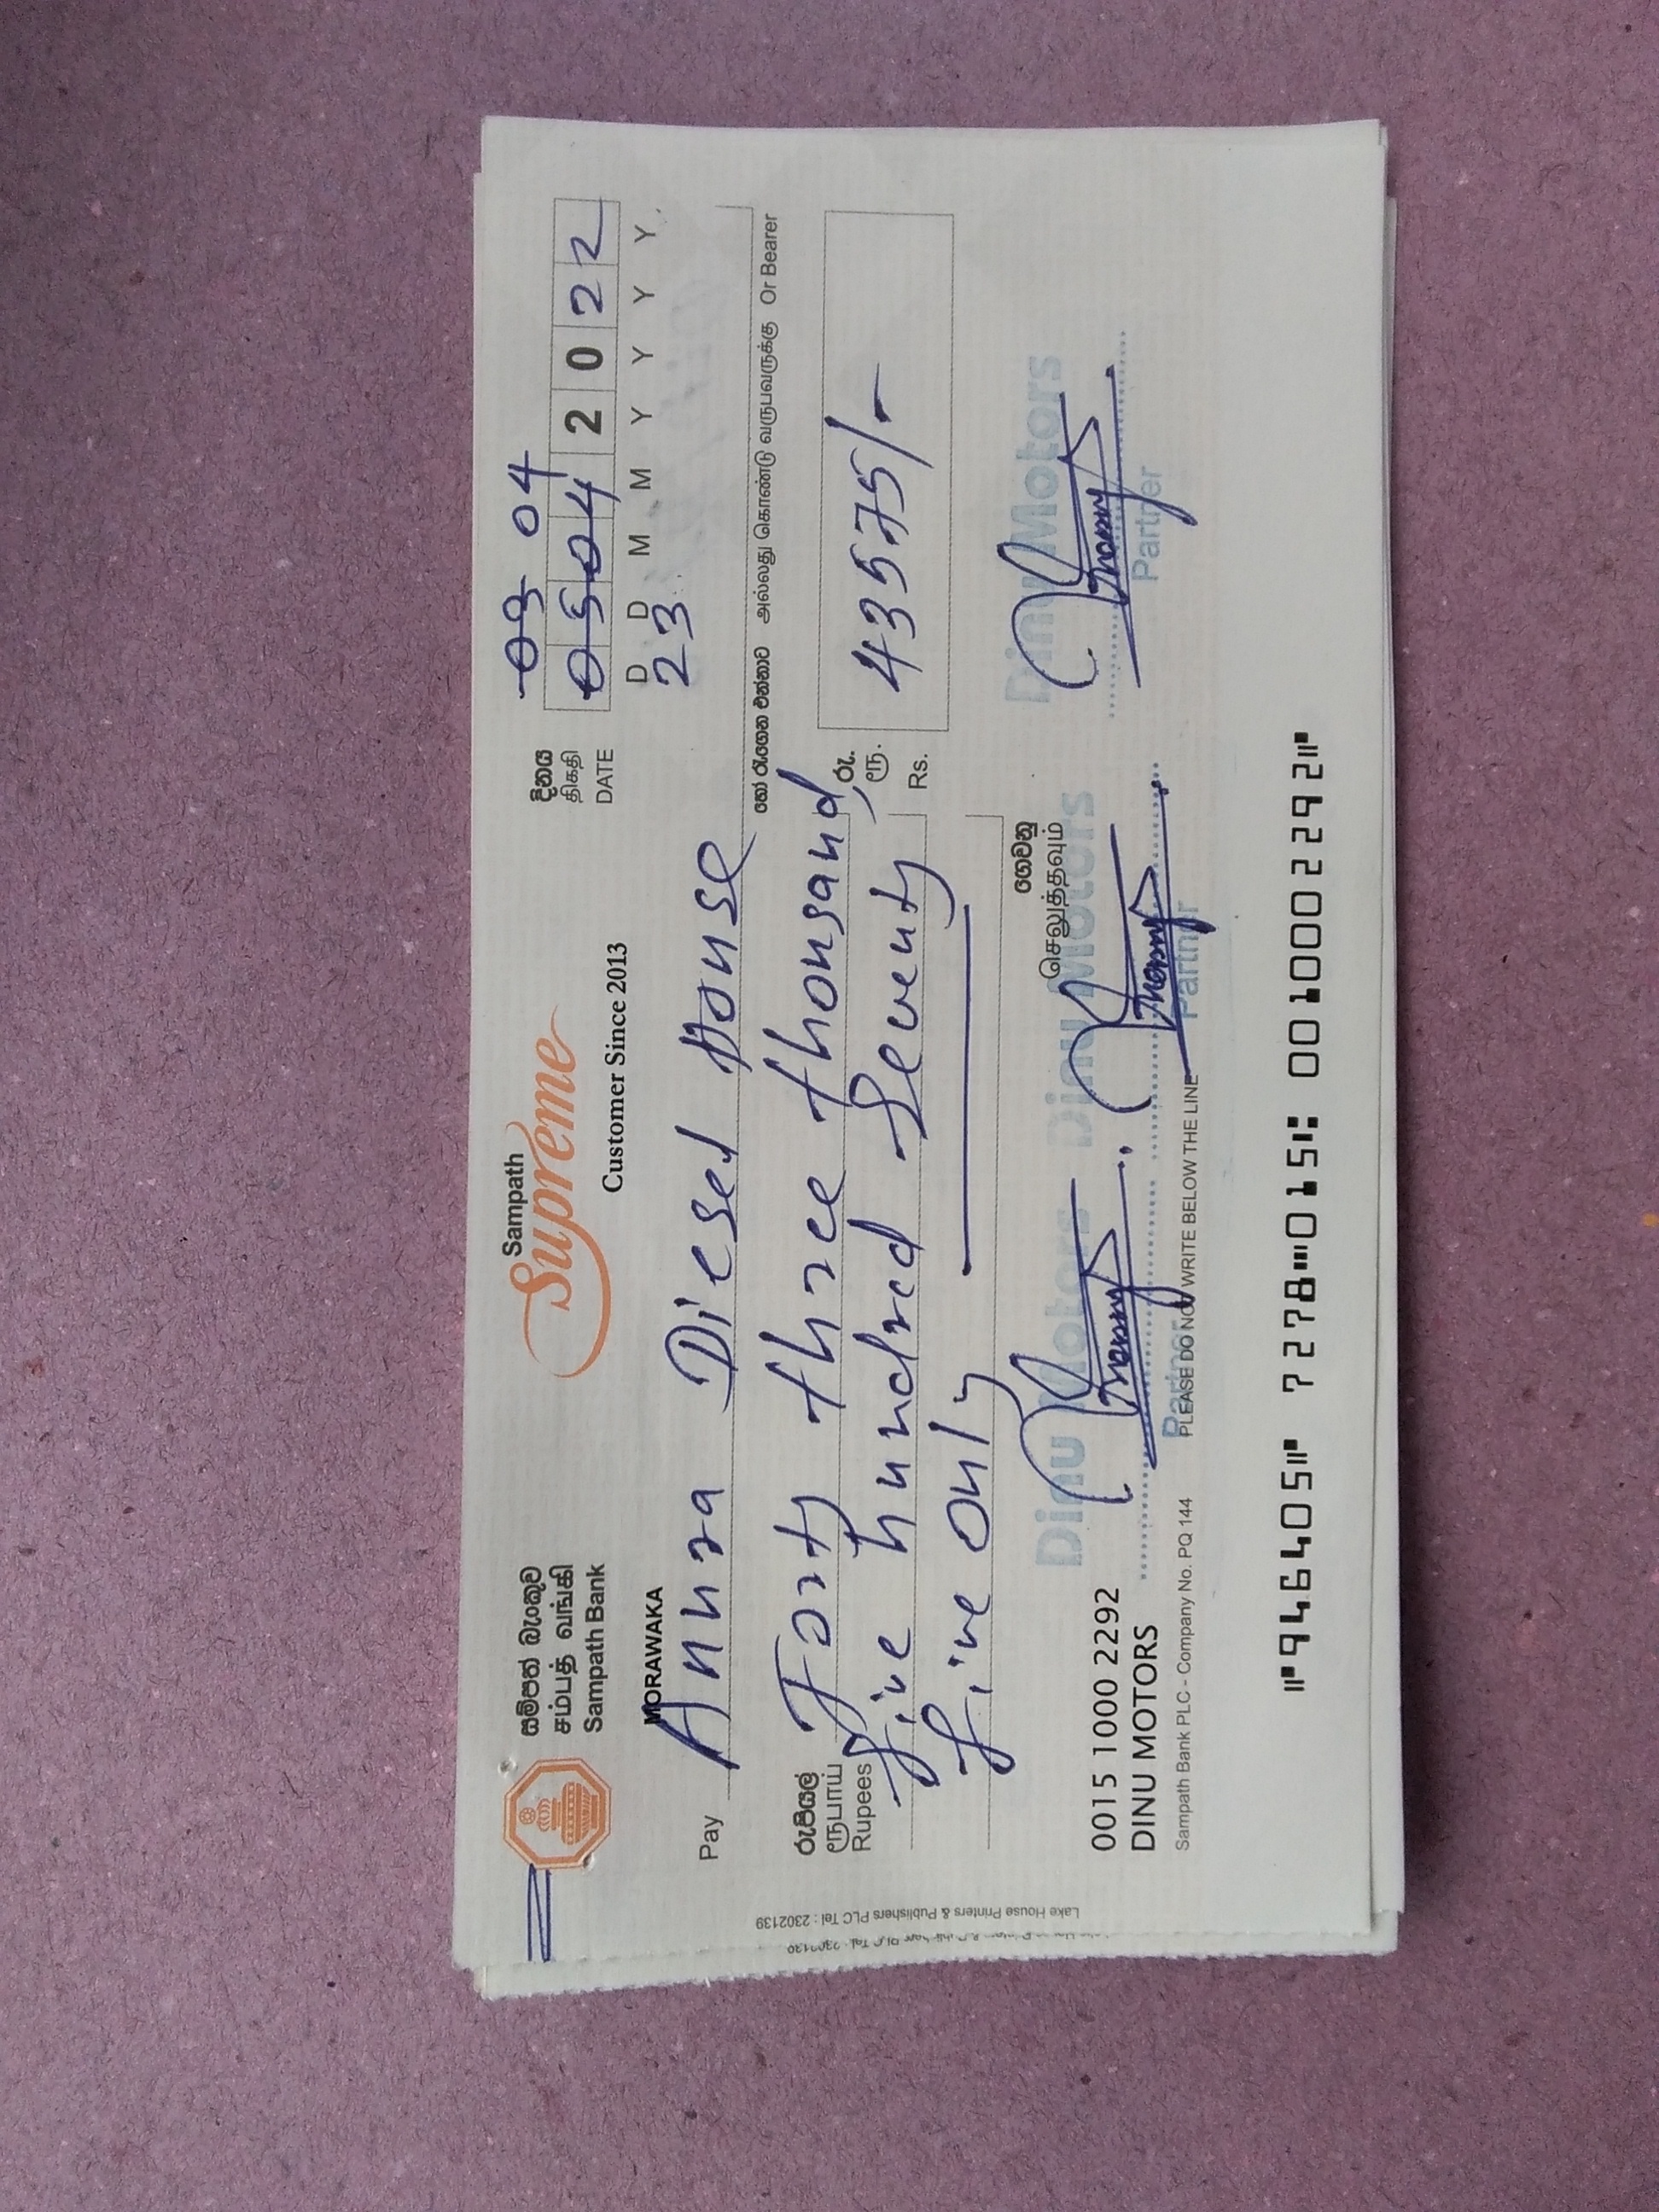 සම්පත් බැංකුව
சம்பத் வங்கி
Sampath Bank
MORAWAKA
Sampath
Supreme
Customer Since 2013
දිනය
திகதி
DATE
09 04
05 04 2 0 2 2
D D M M Y Y Y Y
23
Pay Anura Diesel House
හෝ රැගෙන එන්නාට அல்லது கொண்டு வருபவருக்கு Or Bearer
රුපියල්
ரூபாய்
Rupees
Forty three thousand,
five hundred Seventy
five only
රු.
ரூ.
Rs.
43575/-
ගෙවනු
செலுத்தவும்
Dinu Motors Dinu Motors Dinu Motors
Partner Partner Partner
0015 1000 2292
DINU MOTORS
Sampath Bank PLC - Company No. PQ 144 PLEASE DO NOT WRITE BELOW THE LINE
⑈946405⑈ 7278⑉015⑆ 0010002292⑈
Lake House Printers & Publishers PLC Tel : 2302139